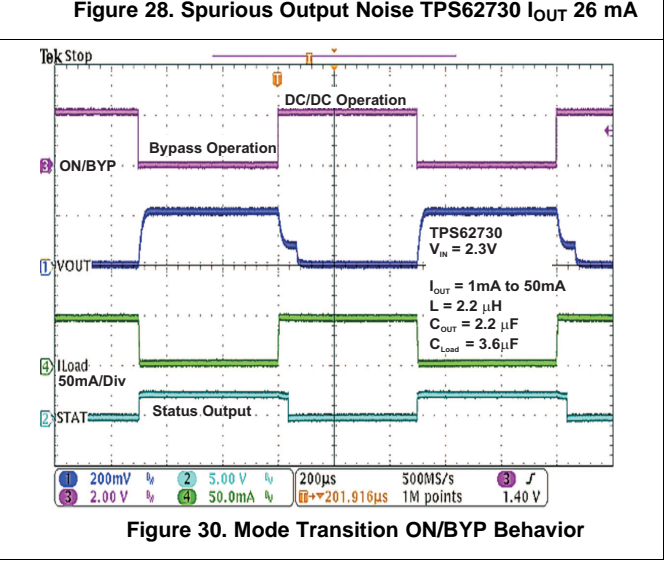 Figure 28. Spurious Output Noise TPS62730 IOUT 26 mA
Tek Stop
T
T
DC/DC Operation
Bypass Operation
3 ON/BYP
TPS62730
VIN = 2.3V
1 VOUT
IOUT = 1mA to 50mA
L = 2.2 µH
COUT = 2.2 µF
CLoad = 3.6µF
4 ILoad
50mA/Div
Status Output
2 STAT
1 200mV 2 5.00 V 200µs 500MS/s 3
3 2.00 V 4 50.0mA T→▼201.916µs 1M points 1.40 V
Figure 30. Mode Transition ON/BYP Behavior